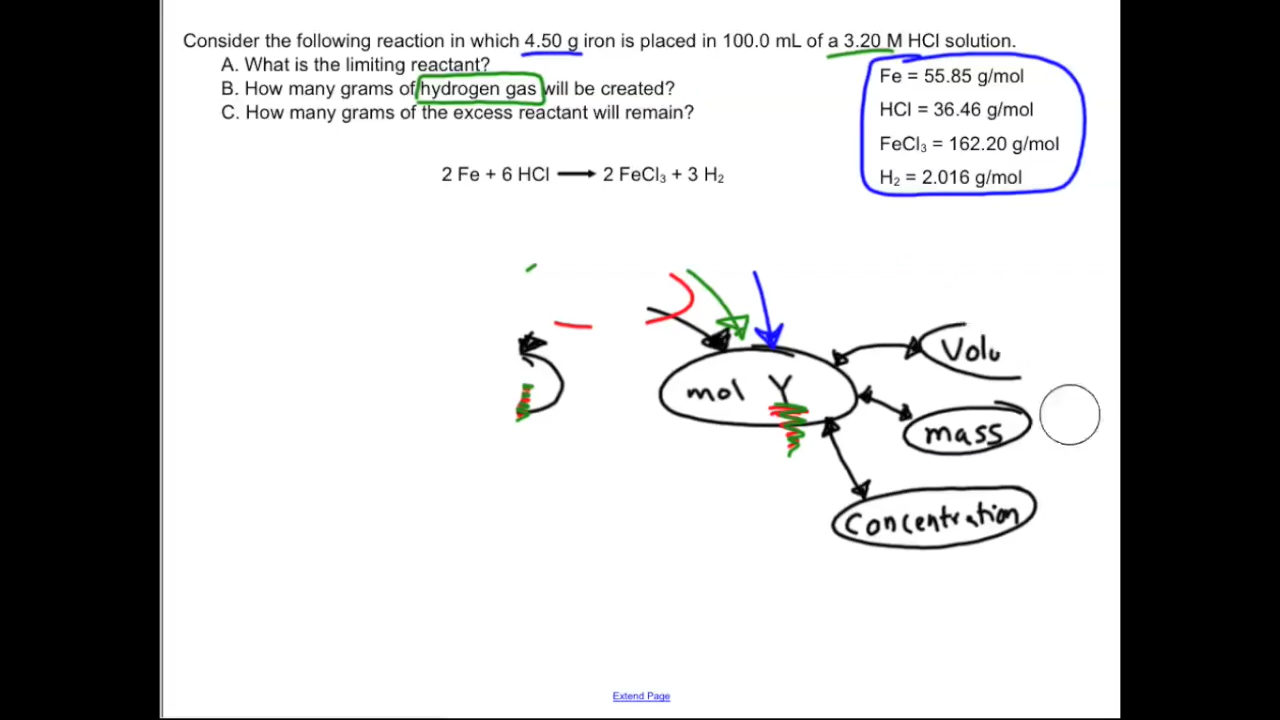 Consider the following reaction in which 4.50 g iron is placed in 100.0 mL of a 3.20 M HCl solution.
A. What is the limiting reactant?
B. How many grams of hydrogen gas will be created?
C. How many grams of the excess reactant will remain?
Fe = 55.85 g/mol
HCl = 36.46 g/mol
FeCl₃ = 162.20 g/mol
H₂ = 2.016 g/mol
2 Fe + 6 HCl → 2 FeCl₃ + 3 H₂
Volu
mol Y
mass
Concentration
Extend Page